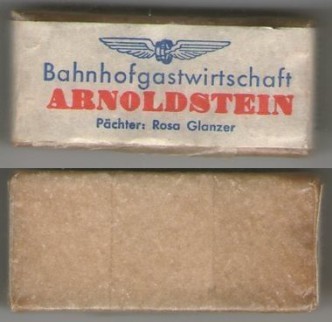 Bahnhofgastwirtschaft
ARNOLDSTEIN
Pächter: Rosa Glanzer